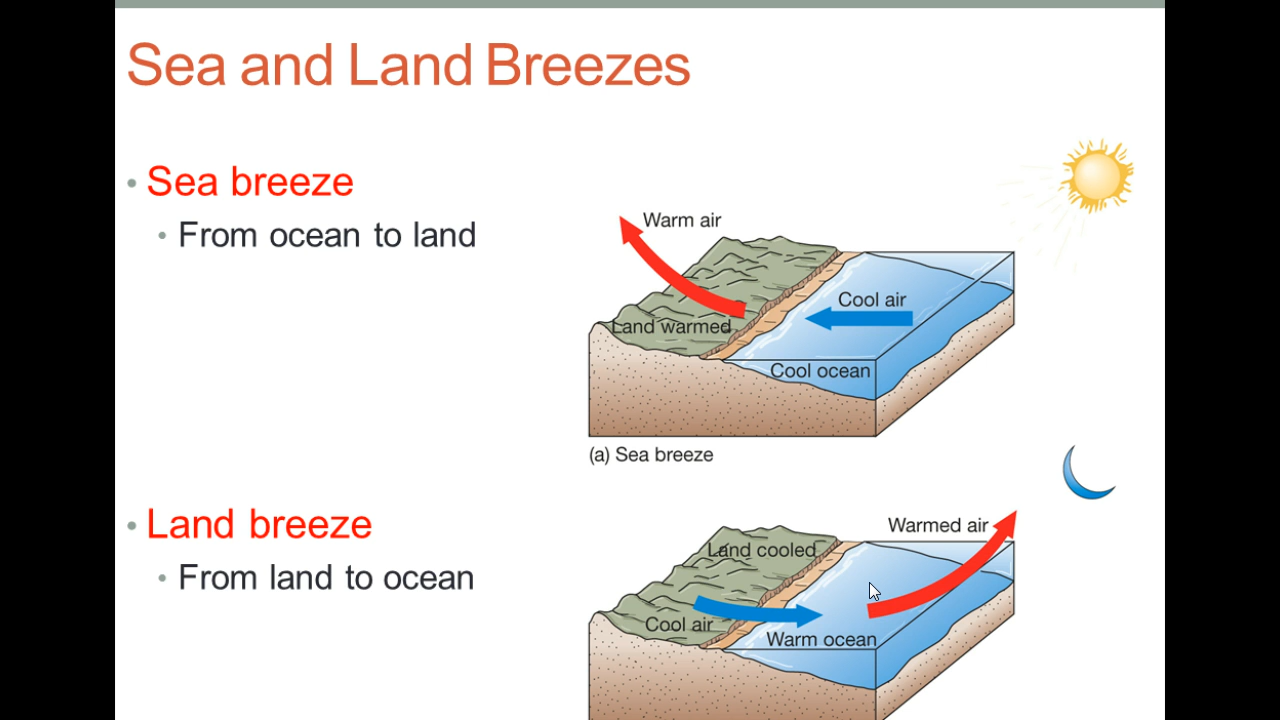 Sea and Land Breezes
• Sea breeze
• From ocean to land
Warm air
Cool air
Land warmed
Cool ocean
(a) Sea breeze
• Land breeze
• From land to ocean
Warmed air
Land cooled
Cool air
Warm ocean